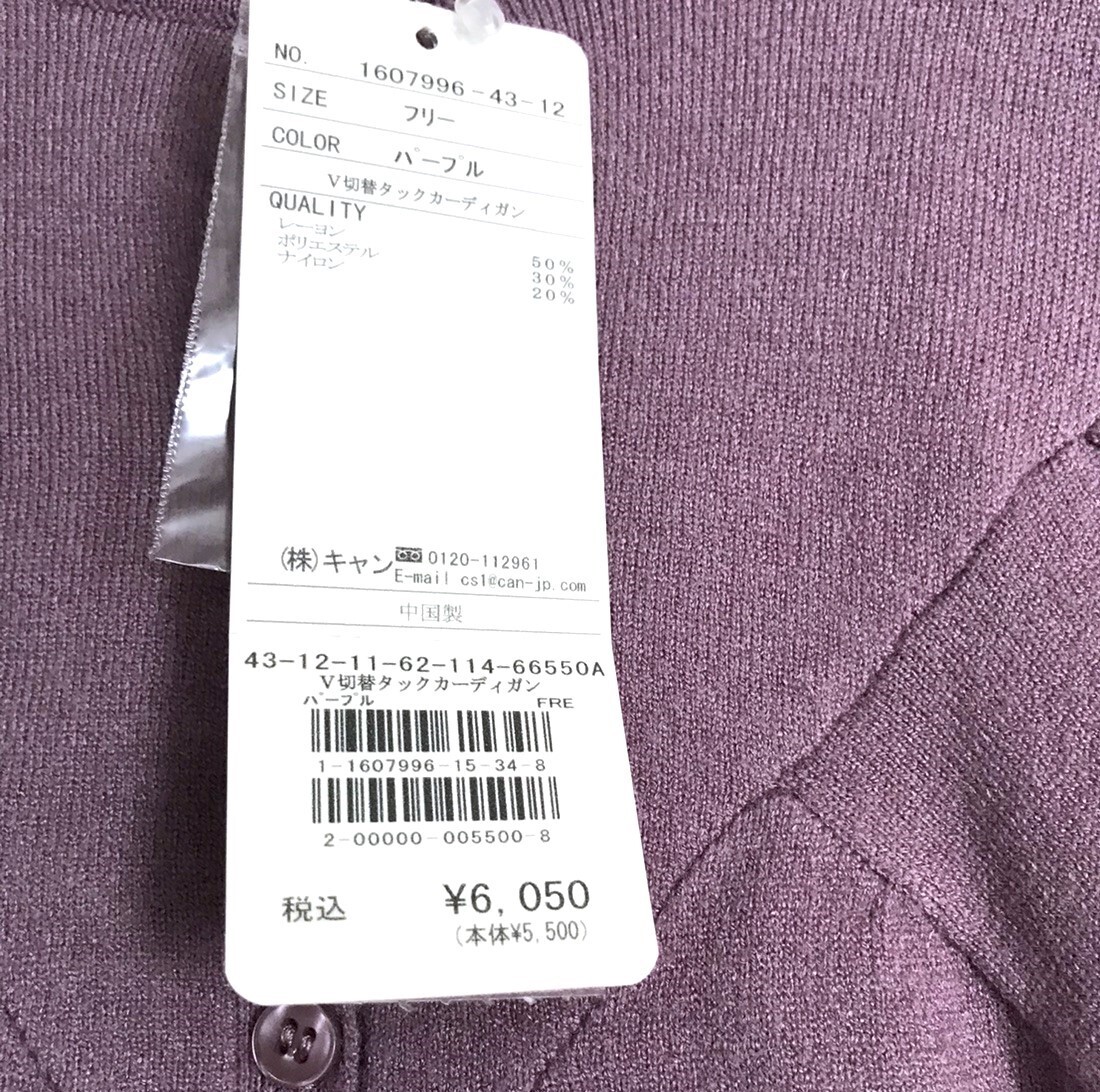 NO. 1607996-43-12
SIZE フリー
COLOR パープル
V切替タックカーディガン
QUALITY
レーヨン 50%
ポリエステル 30%
ナイロン 20%
(株)キャン 0120-112961
E-mail cs1@can-jp.com
中国製
43-12-11-62-114-66550A
V切替タックカーディガン
パープル FRE
1-1607996-15-34-8
2-00000-005500-8
税込 ¥6,050
(本体¥5,500)